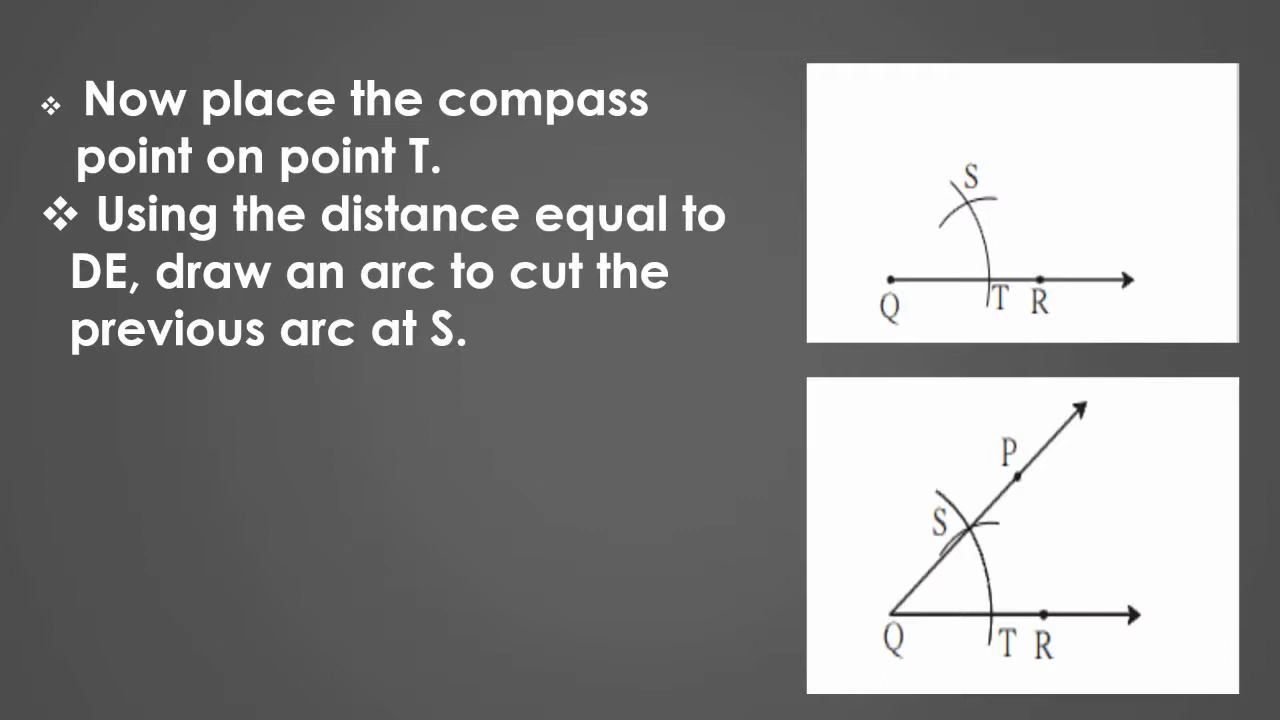 ❖ Now place the compass
point on point T.
❖ Using the distance equal to
DE, draw an arc to cut the
previous arc at S.
S
Q T R
P
S
Q T R